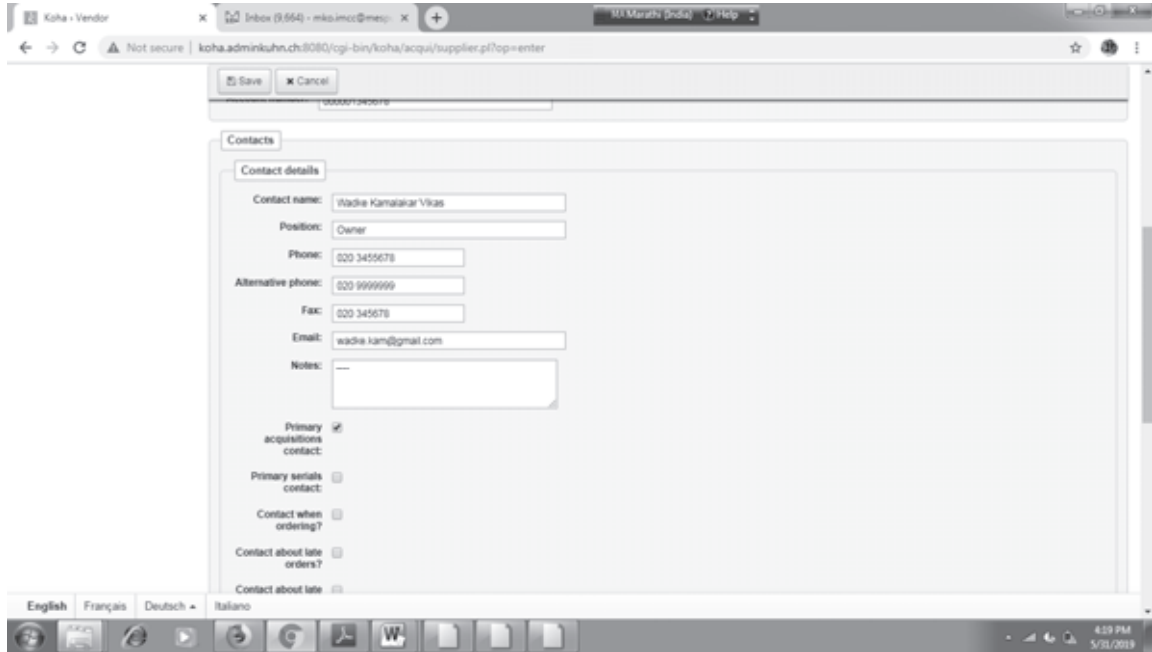 Koha › Vendor
Inbox (9,664) - mko.imcc@mesp
MA Marathi (India) Help
Not secure | koha.adminkuhn.ch:8080/cgi-bin/koha/acqui/supplier.pl?op=enter
Save Cancel
000001345678
Contacts
Contact details
Contact name: Wadke Kamalakar Vikas
Position: Owner
Phone: 020 3455678
Alternative phone: 020 9999999
Fax: 020 345678
Email: wadke.kam@gmail.com
Notes: ----
Primary
acquisitions
contact:
Primary serials
contact:
Contact when
ordering?
Contact about late
orders?
Contact about late
English Français Deutsch Italiano
4:19 PM
5/31/2019